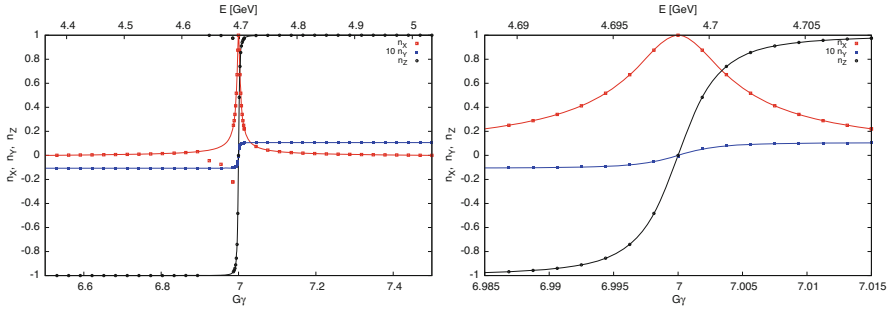 E [GeV]
4.4 4.5 4.6 4.7 4.8 4.9 5
1
0.8
0.6
0.4
0.2
0
-0.2
-0.4
-0.6
-0.8
-1
nX, nY, nZ
nX
10 nY
nZ
6.6 6.8 7 7.2 7.4
Gγ
E [GeV]
4.69 4.695 4.7 4.705
1
0.8
0.6
0.4
0.2
0
-0.2
-0.4
-0.6
-0.8
-1
nX, nY, nZ
nX
10 nY
nZ
6.985 6.99 6.995 7 7.005 7.01 7.015
Gγ